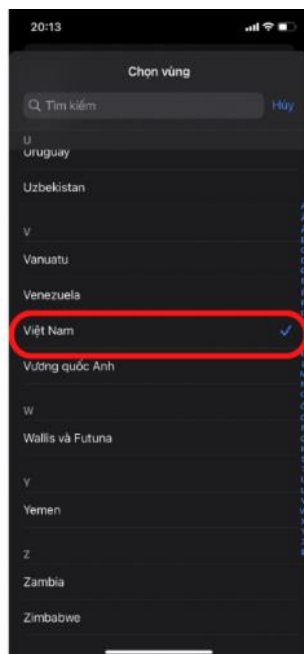 20:13
Chọn vùng
Tìm kiếm
Hủy
U
Uruguay
Uzbekistan
V
Vanuatu
Venezuela
Việt Nam
Vương quốc Anh
W
Wallis và Futuna
Y
Yemen
Z
Zambia
Zimbabwe